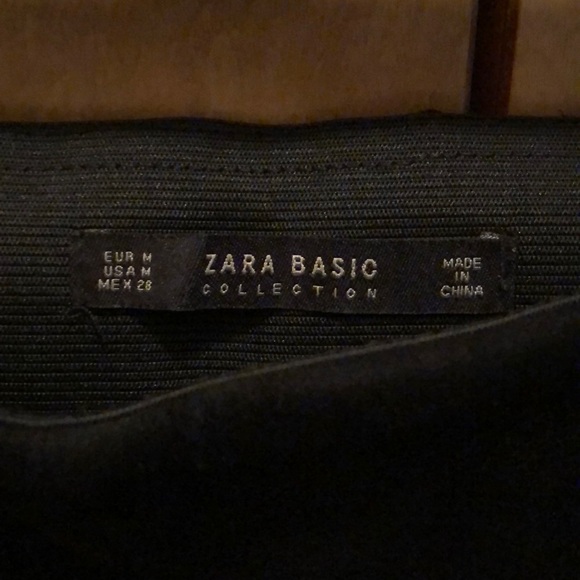 EUR M
USA M
MEX 28
ZARA BASIC
COLLECTION
MADE
IN
CHINA